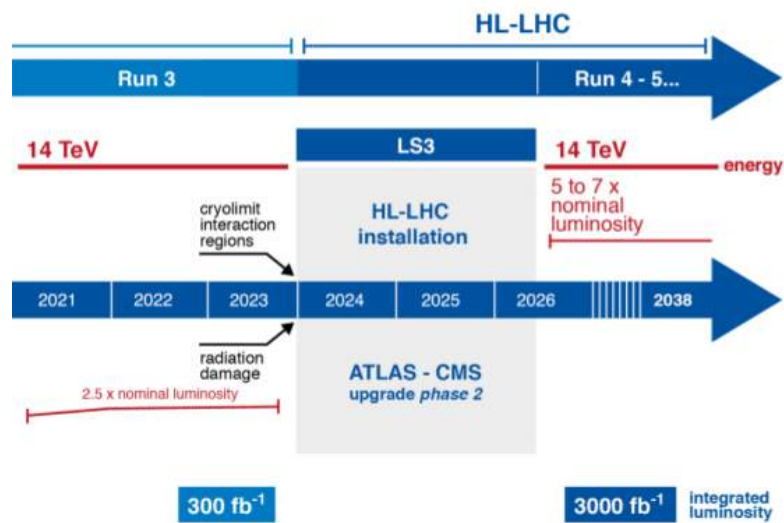 HL-LHC
Run 3
Run 4 - 5...
14 TeV
LS3
14 TeV
energy
cryolimit
interaction
regions
HL-LHC
installation
5 to 7 x
nominal
luminosity
2021
2022
2023
2024
2025
2026
2038
radiation
damage
2.5 x nominal luminosity
ATLAS - CMS
upgrade phase 2
300 fb⁻¹
3000 fb⁻¹
integrated
luminosity